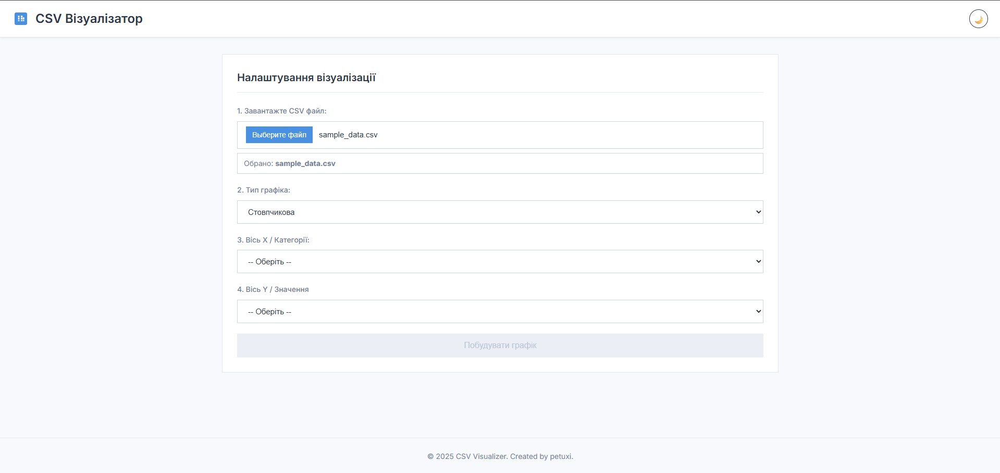 CSV Візуалізатор
Налаштування візуалізації
1. Завантажте CSV файл:
Выберите файл sample_data.csv
Обрано: sample_data.csv
2. Тип графіка:
Стовпчикова
3. Вісь X / Категорії:
-- Оберіть --
4. Вісь Y / Значення
-- Оберіть --
Побудувати графік
© 2025 CSV Visualizer. Created by petuxi.